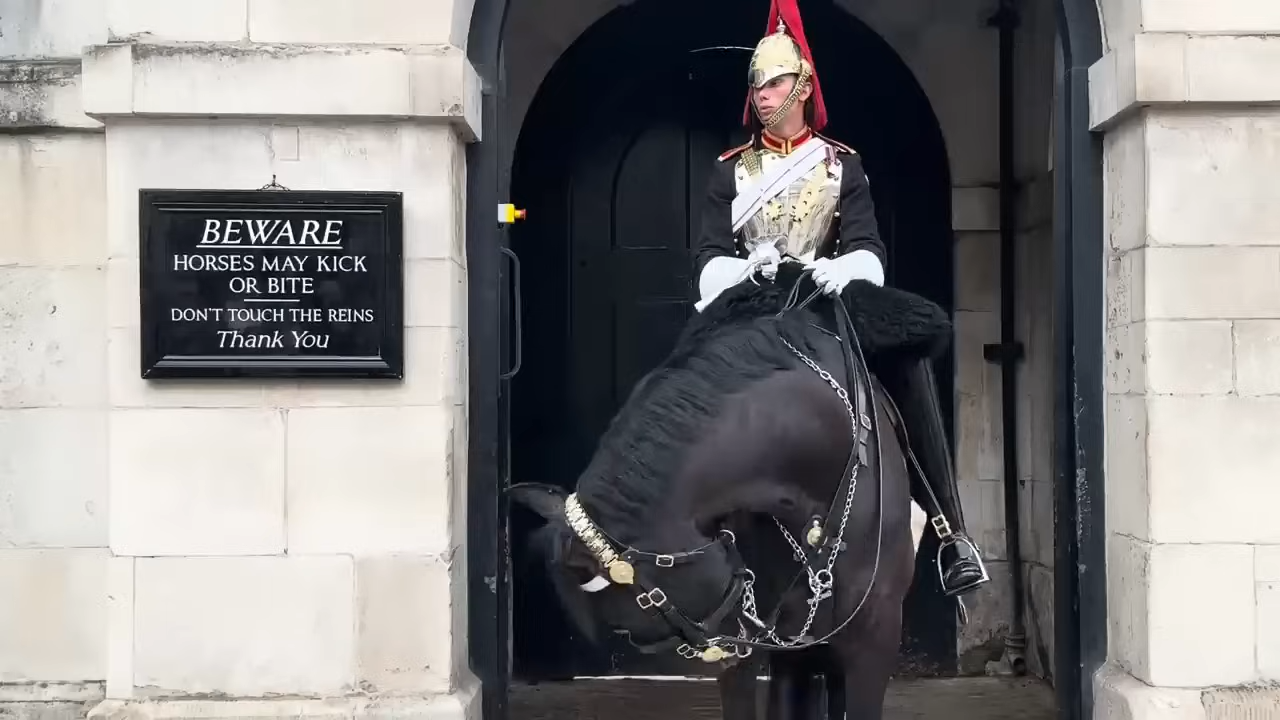 BEWARE
HORSES MAY KICK
OR BITE
DON'T TOUCH THE REINS
Thank You